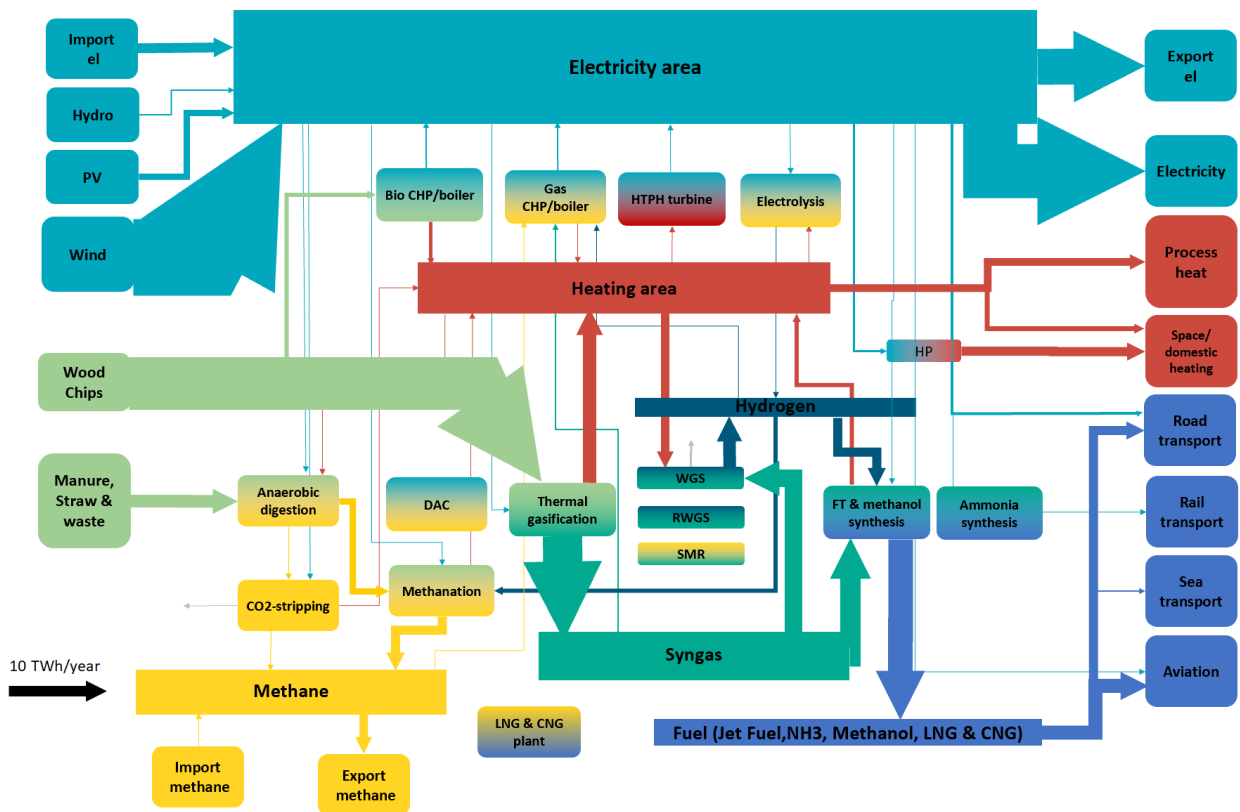 Import
el
Electricity area
Export
el
Hydro
PV
Bio CHP/boiler
Gas
CHP/boiler
HTPH turbine
Electrolysis
Electricity
Wind
Process
heat
Heating area
Space/
domestic
heating
HP
Wood
Chips
Hydrogen
Road
transport
Manure,
Straw &
waste
Anaerobic
digestion
DAC
Thermal
gasification
WGS
RWGS
SMR
FT & methanol
synthesis
Ammonia
synthesis
Rail
transport
CO2-stripping
Methanation
Sea
transport
10 TWh/year
Syngas
Aviation
Methane
LNG & CNG
plant
Fuel (Jet Fuel,NH3, Methanol, LNG & CNG)
Import
methane
Export
methane